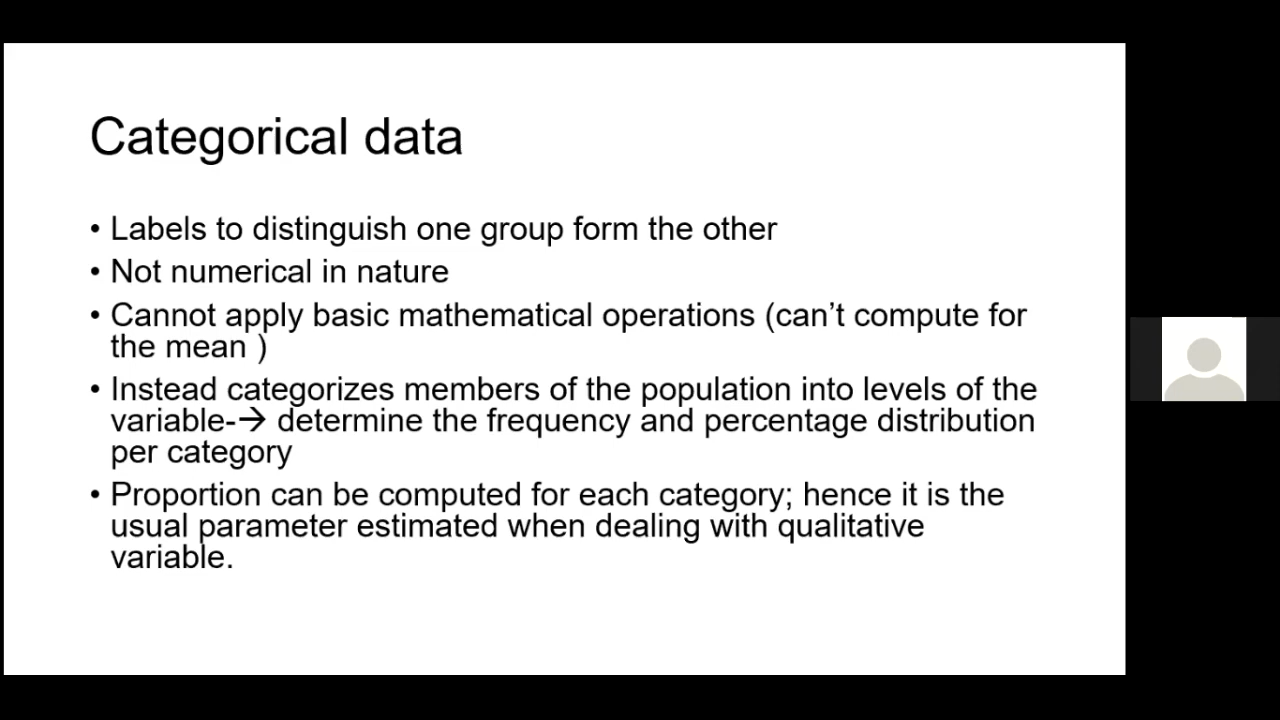 Categorical data
• Labels to distinguish one group form the other
• Not numerical in nature
• Cannot apply basic mathematical operations (can’t compute for
the mean )
• Instead categorizes members of the population into levels of the
variable-→ determine the frequency and percentage distribution
per category
• Proportion can be computed for each category; hence it is the
usual parameter estimated when dealing with qualitative
variable.